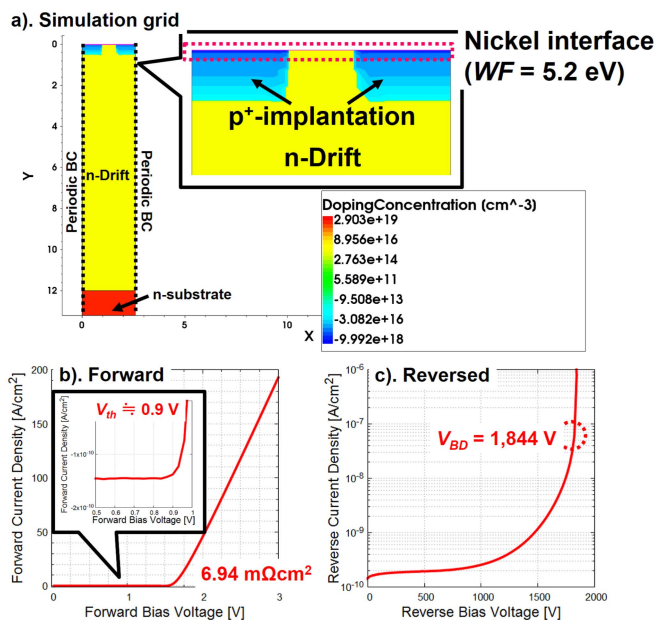 a). Simulation grid
Nickel interface
(WF = 5.2 eV)
p+-implantation
n-Drift
0
2
4
6
8
10
12
Y
Periodic BC
n-Drift
Periodic BC
n-substrate
0
5
10
X
DopingConcentration [cm^-3]
2.903e+19
8.956e+16
2.763e+14
5.589e+11
-9.508e+13
-3.082e+16
-9.992e+18
b). Forward
200
150
100
50
0
Forward Current Density [A/cm2]
Vth ≒ 0.9 V
Forward Current Density [A/cm2]
-1x10-10
-2x10-10
0.5 0.6 0.7 0.8 0.9 1
Forward Bias Voltage [V]
6.94 mΩcm2
0 1 2 3
Forward Bias Voltage [V]
c). Reversed
10-6
10-7
10-8
10-9
10-10
Reverse Current Density [A/cm2]
VBD = 1,844 V
0 500 1000 1500 2000
Reverse Bias Voltage [V]